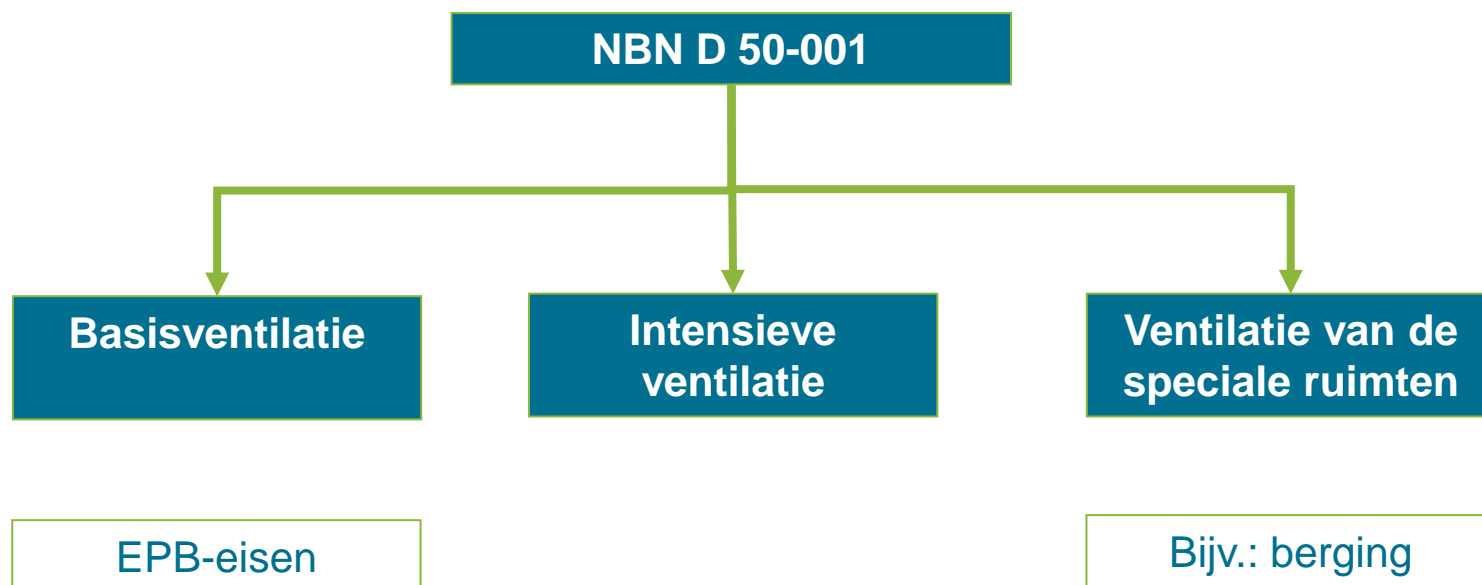 NBN D 50-001
Basisventilatie
Intensieve
ventilatie
Ventilatie van de
speciale ruimten
EPB-eisen
Bijv.: berging